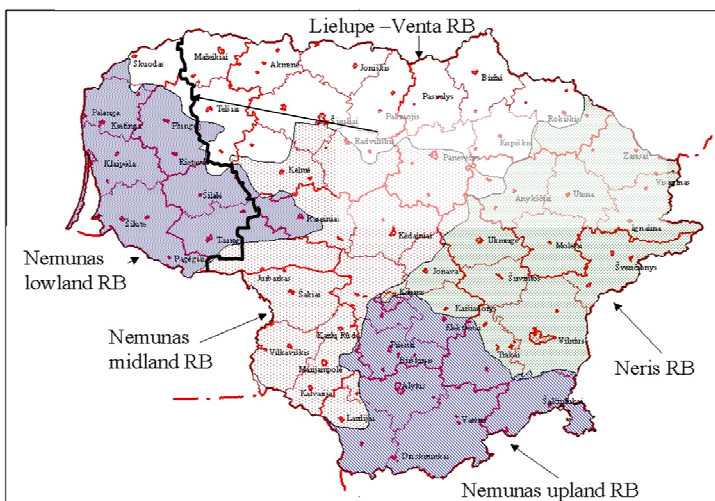 Lielupe –Venta RB
Skuodas
Mažeikiai
Akmenė
Joniškis
Biržai
Pasvalys
Palanga
Kretinga
Plungė
Telšiai
Šiauliai
Pakruojis
Rokiškis
Radviliškis
Panevėžys
Kupiškis
Zarasai
Klaipėda
Rietavas
Kelmė
Visaginas
Anykščiai
Utena
Šilutė
Šilalė
Raseiniai
Ignalina
Tauragė
Kėdainiai
Ukmergė
Molėtai
Švenčionys
Pagėgiai
Nemunas
lowland RB
Jurbarkas
Jonava
Širvintos
Šakiai
Kaunas
Kaišiadorys
Nemunas
midland RB
Kazlų Rūda
Elektrėnai
Vilnius
Neris RB
Vilkaviškis
Prienai
Trakai
Marijampolė
Birštonas
Kalvarija
Alytus
Šalčininkai
Lazdijai
Varėna
Druskininkai
Nemunas upland RB